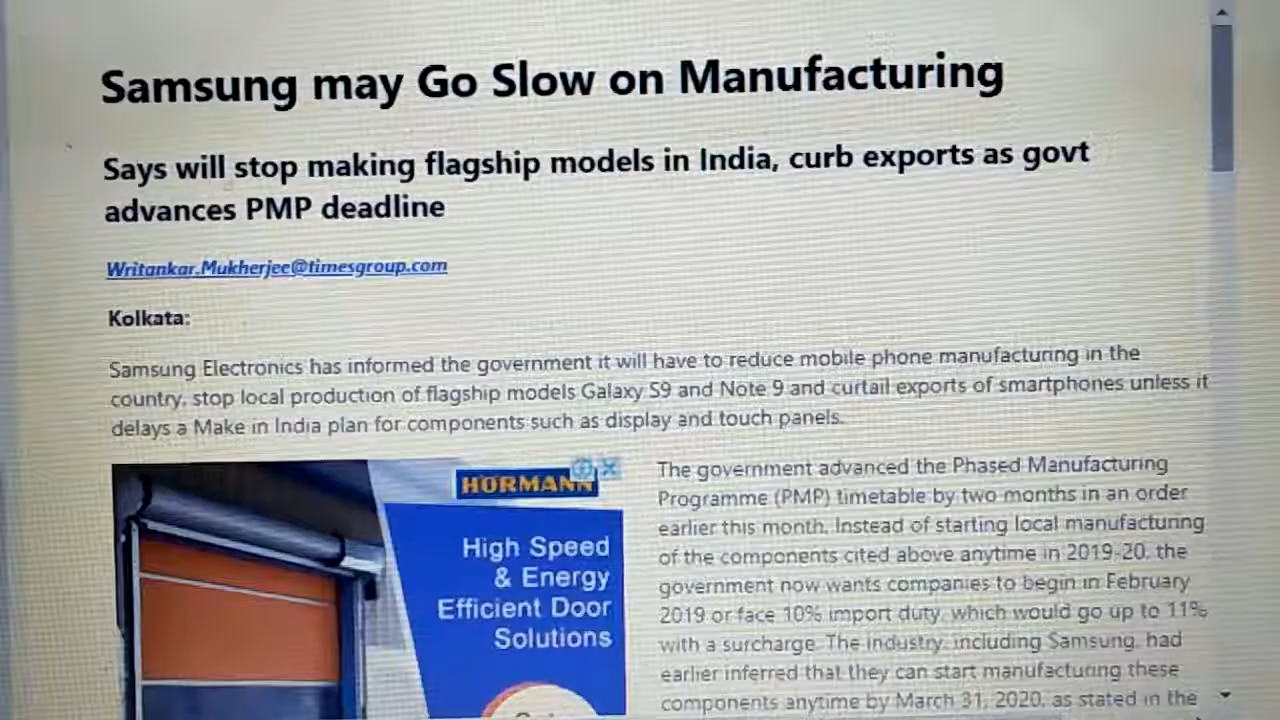 Samsung may Go Slow on Manufacturing
Says will stop making flagship models in India, curb exports as govt
advances PMP deadline
Writankar.Mukherjee@timesgroup.com
Kolkata:
Samsung Electronics has informed the government it will have to reduce mobile phone manufacturing in the
country, stop local production of flagship models Galaxy S9 and Note 9 and curtail exports of smartphones unless it
delays a Make in India plan for components such as display and touch panels.
HÖRMANN
High Speed
& Energy
Efficient Door
Solutions
The government advanced the Phased Manufacturing
Programme (PMP) timetable by two months in an order
earlier this month. Instead of starting local manufacturing
of the components cited above anytime in 2019-20, the
government now wants companies to begin in February
2019 or face 10% import duty, which would go up to 11%
with a surcharge. The industry, including Samsung, had
earlier inferred that they can start manufacturing these
components anytime by March 31, 2020, as stated in the